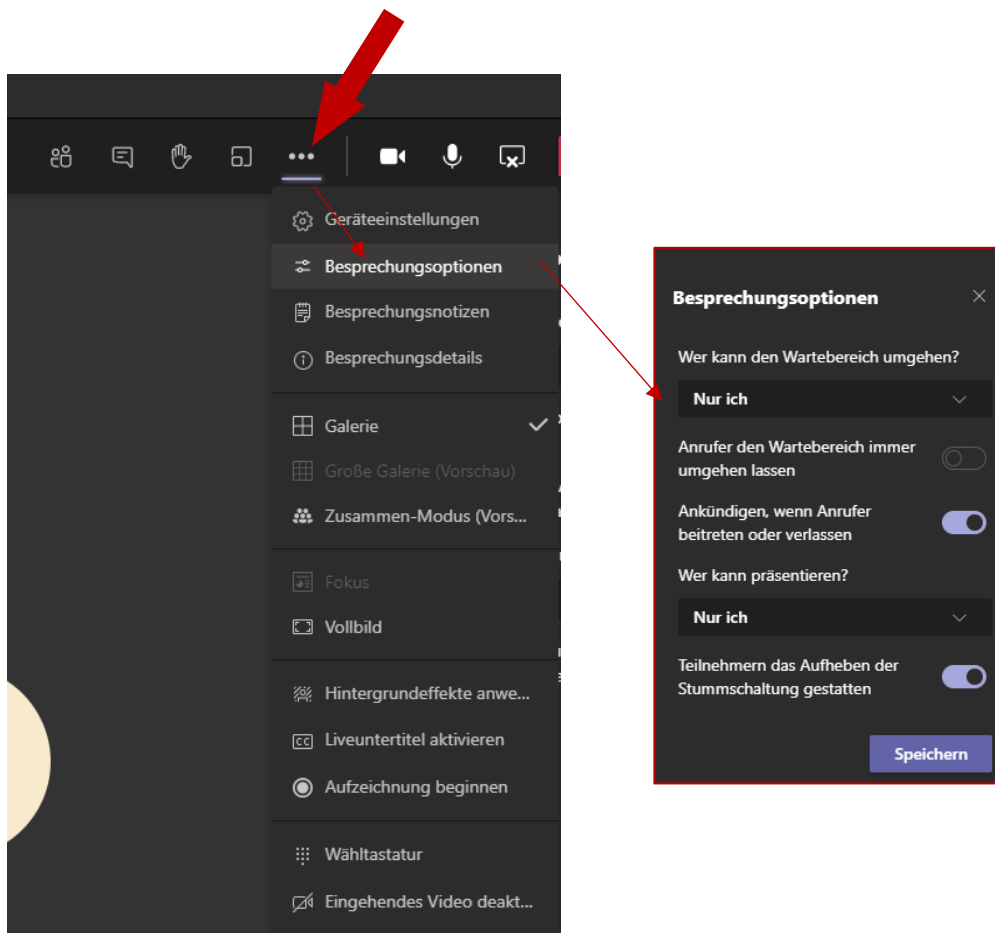 Geräteeinstellungen
Besprechungsoptionen
Besprechungsnotizen
Besprechungsdetails
Galerie
Große Galerie (Vorschau)
Zusammen-Modus (Vors...
Fokus
Vollbild
Hintergrundeffekte anwe...
CC Liveuntertitel aktivieren
Aufzeichnung beginnen
Wähltastatur
Eingehendes Video deakt...
Besprechungsoptionen
Wer kann den Wartebereich umgehen?
Nur ich
Anrufer den Wartebereich immer
umgehen lassen
Ankündigen, wenn Anrufer
beitreten oder verlassen
Wer kann präsentieren?
Nur ich
Teilnehmern das Aufheben der
Stummschaltung gestatten
Speichern